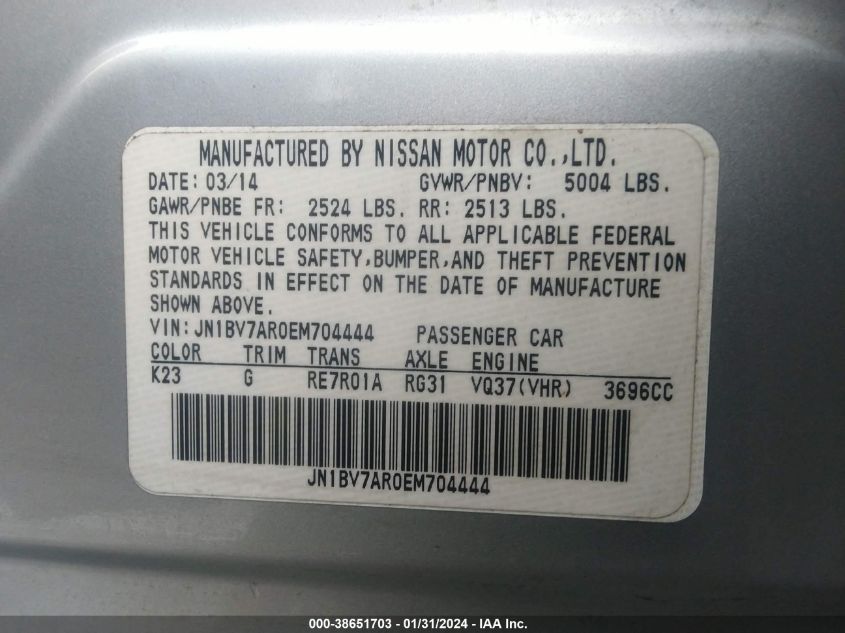 MANUFACTURED BY NISSAN MOTOR CO.,LTD.
DATE: 03/14 GVWR/PNBV: 5004 LBS.
GAWR/PNBE FR: 2524 LBS. RR: 2513 LBS.
THIS VEHICLE CONFORMS TO ALL APPLICABLE FEDERAL
MOTOR VEHICLE SAFETY,BUMPER,AND THEFT PREVENTION
STANDARDS IN EFFECT ON THE DATE OF MANUFACTURE
SHOWN ABOVE.
VIN: JN1BV7AR0EM704444 PASSENGER CAR
COLOR TRIM TRANS AXLE ENGINE
K23 G RE7R01A RG31 VQ37(VHR) 3696CC
JN1BV7AR0EM704444
000-38651703 - 01/31/2024 - IAA Inc.